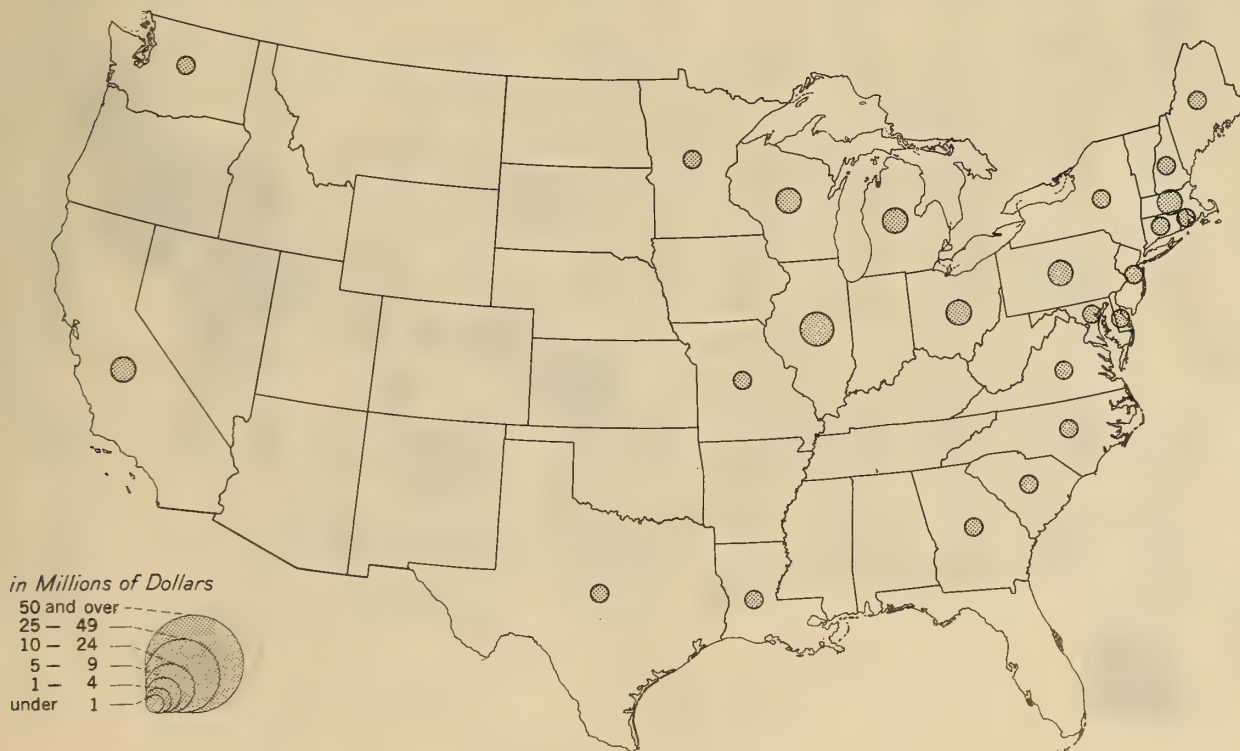 in Millions of Dollars
50 and over
25 – 49
10 – 24
5 – 9
1 – 4
under 1